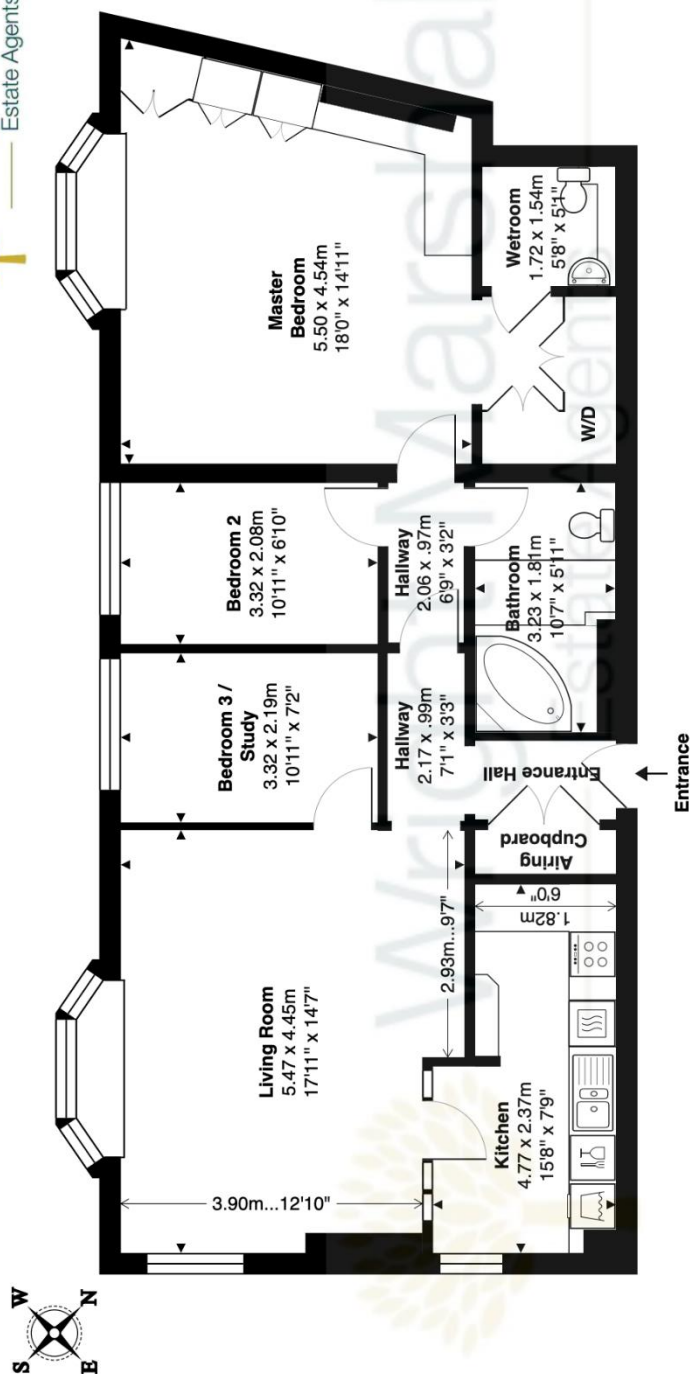 Estate Agents
S
W
E
N
Master
Bedroom
5.50 x 4.54m
18'0" x 14'11"
Wetroom
1.72 x 1.54m
5'8" x 5'1"
W/D
Bedroom 2
3.32 x 2.08m
10'11" x 6'10"
Hallway
2.06 x .97m
6'9" x 3'2"
Bathroom
3.23 x 1.81m
10'7" x 5'11"
Bedroom 3 /
Study
3.32 x 2.19m
10'11" x 7'2"
Hallway
2.17 x .99m
7'1" x 3'3"
Entrance Hall
Airing
Cupboard
Entrance
Living Room
5.47 x 4.45m
17'11" x 14'7"
2.93m...9'7"
3.90m...12'10"
Kitchen
4.77 x 2.37m
15'8" x 7'9"
1.82m
6'0"
Wright Marshal
Estate Agents